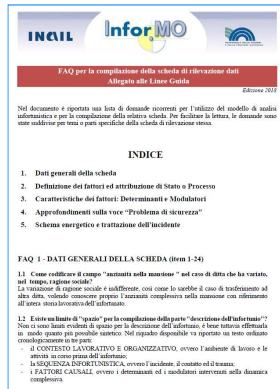 INAIL
InforMO
FAQ per la compilazione della scheda di rilevazione dati
Allegato alle Linee Guida
Edizione 2018
Nel documento è riportata una lista di domande ricorrenti per l'utilizzo del modello di analisi
infortunistica e per la compilazione della relativa scheda. Per facilitare la lettura, le domande sono
state suddivise per temi o parti specifiche della scheda di rilevazione stessa.
INDICE
1. Dati generali della scheda
2. Definizione dei fattori ed attribuzione di Stato o Processo
3. Caratteristiche dei fattori: Determinanti e Modulatori
4. Approfondimenti sulla voce "Problema di sicurezza"
5. Schema energetico e trattazione dell'incidente
FAQ 1 - DATI GENERALI DELLA SCHEDA (item 1-24)
1.1 Come codificare il campo "anzianità nella mansione" nel caso di ditte che ha variato,
nel tempo, ragione sociale?
La variazione di ragione sociale è indifferente, così come lo sarebbe il caso di trasferimento ad
altra ditta, volendo conoscere proprio l'anzianità complessiva nella mansione con riferimento
all'intera storia lavorativa dell'infortunato.
1.2 Esiste un limite di "spazio" per la compilazione della parte "descrizione dell'infortunio"?
Non ci sono limiti evidenti di spazio per la descrizione dell'infortunio, è bene tuttavia effettuarla
in modo quanto più possibile sintetico. Nel riquadro disponibile va riportato un testo ordinato
cronologicamente in tre parti:
- il CONTESTO LAVORATIVO E ORGANIZZATIVO, ovvero l'ambiente di lavoro e le
attività in corso prima dell'infortunio;
- la SEQUENZA INFORTUNISTICA, ovvero l'incidente, il contatto ed il trauma;
- i FATTORI CAUSALI, ovvero i determinanti ed i modulatori intervenuti nella dinamica
complessiva.